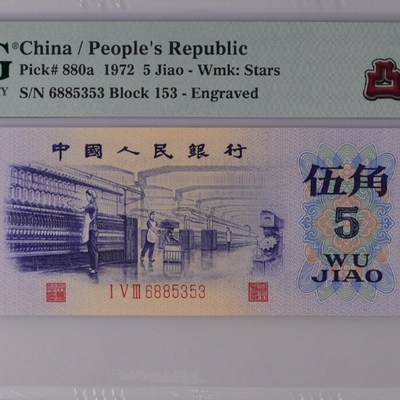 G® China / People's Republic
Pick# 880a 1972 5 Jiao - Wmk: Stars
TY S/N 6885353 Block 153 - Engraved
凸
中國人民銀行
伍角
5
WU
JIAO
I V III 6885353